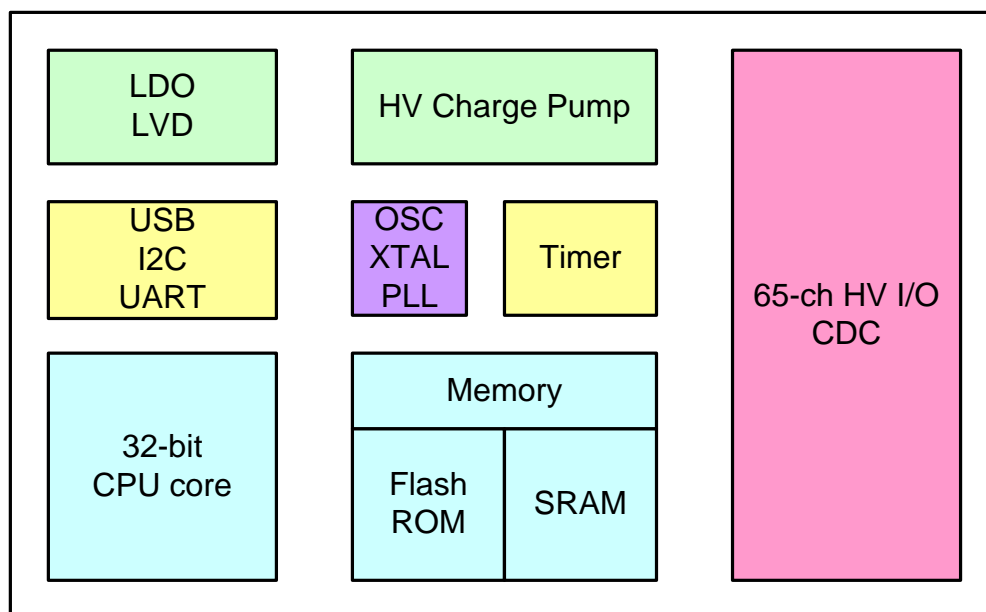 LDO
LVD
HV Charge Pump
USB
I2C
UART
OSC
XTAL
PLL
Timer
65-ch HV I/O
CDC
32-bit
CPU core
Memory
Flash
ROM
SRAM